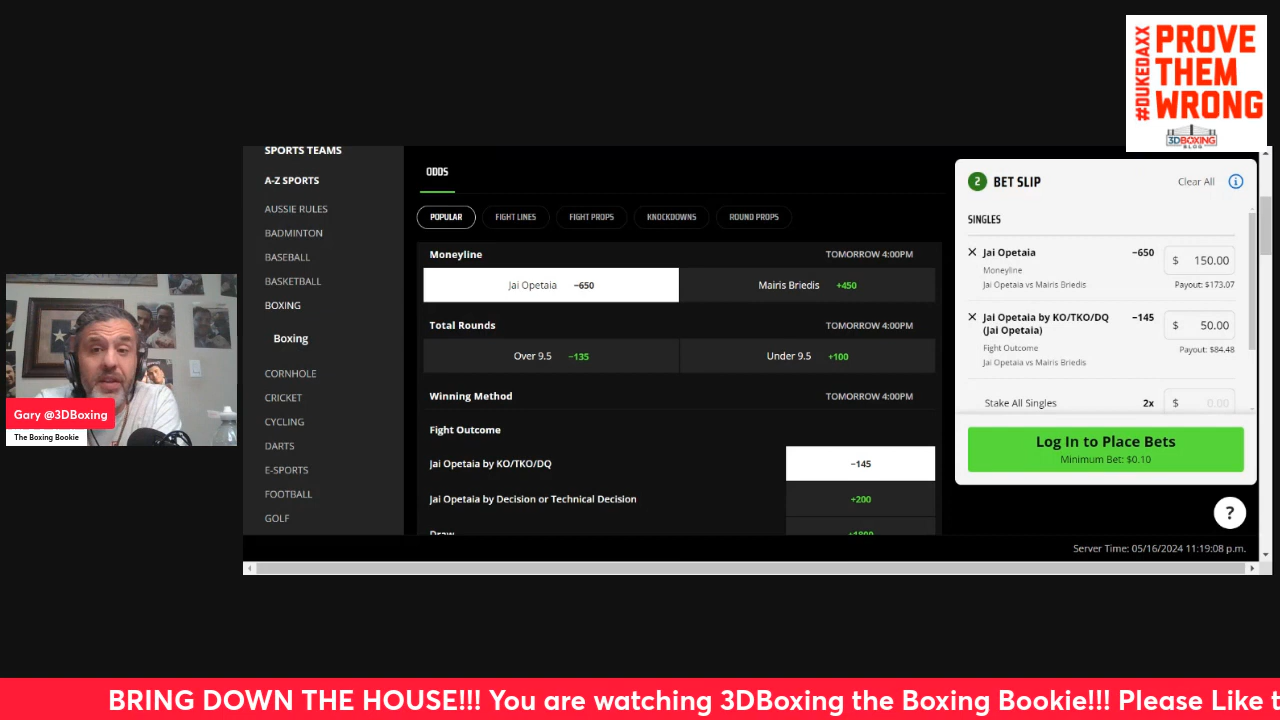 #DUKEDAXX
PROVE
THEM
WRONG
3DBOXING
BLOG
SPORTS TEAMS
A-Z SPORTS
AUSSIE RULES
BADMINTON
BASEBALL
BASKETBALL
BOXING
Boxing
CORNHOLE
CRICKET
CYCLING
DARTS
E-SPORTS
FOOTBALL
GOLF
ODDS
POPULAR FIGHT LINES FIGHT PROPS KNOCKDOWNS ROUND PROPS
Moneyline TOMORROW 4:00PM
Jai Opetaia −650 Mairis Briedis +450
Total Rounds TOMORROW 4:00PM
Over 9.5 −135 Under 9.5 +100
Winning Method TOMORROW 4:00PM
Fight Outcome
Jai Opetaia by KO/TKO/DQ −145
Jai Opetaia by Decision or Technical Decision +200
Draw +1800
2 BET SLIP Clear All i
SINGLES
× Jai Opetaia −650 $ 150.00
Moneyline
Jai Opetaia vs Mairis Briedis Payout: $173.07
× Jai Opetaia by KO/TKO/DQ −145 $ 50.00
(Jai Opetaia)
Fight Outcome Payout: $84.48
Jai Opetaia vs Mairis Briedis
Stake All Singles 2x $ 0.00
Log In to Place Bets
Minimum Bet: $0.10
?
Server Time: 05/16/2024 11:19:08 p.m.
Gary @3DBoxing
The Boxing Bookie
BRING DOWN THE HOUSE!!! You are watching 3DBoxing the Boxing Bookie!!! Please Like t